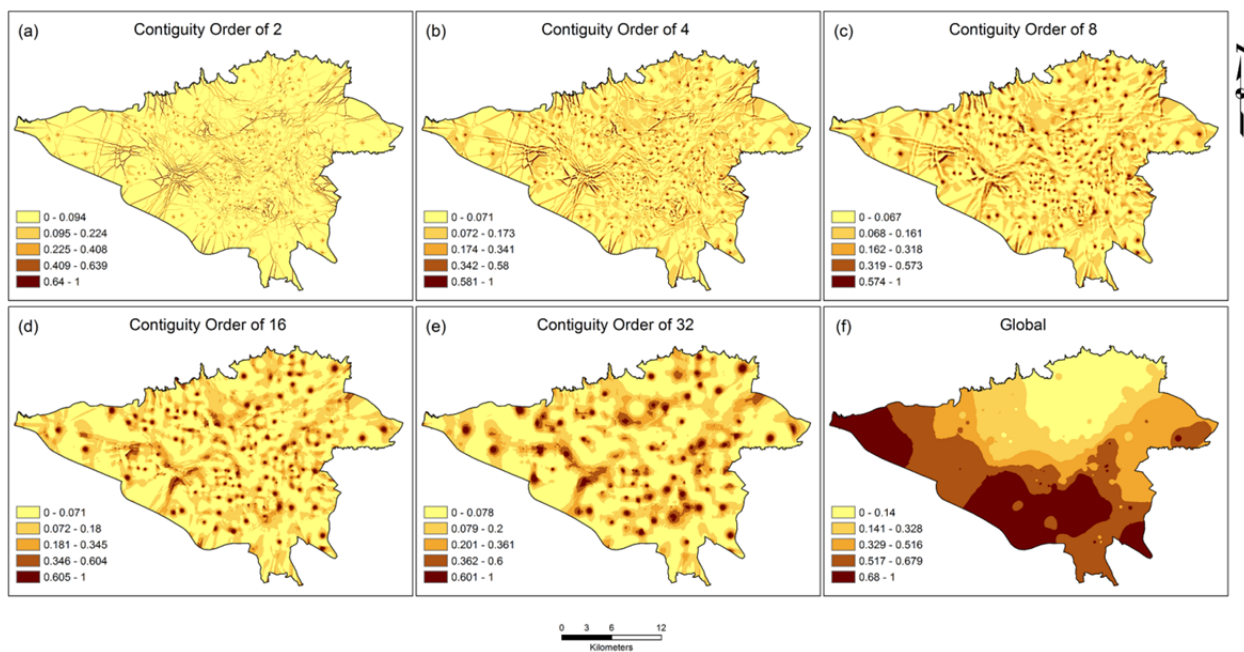 (a) Contiguity Order of 2
0 - 0.094
0.095 - 0.224
0.225 - 0.408
0.409 - 0.639
0.64 - 1
(b) Contiguity Order of 4
0 - 0.071
0.072 - 0.173
0.174 - 0.341
0.342 - 0.58
0.581 - 1
(c) Contiguity Order of 8
0 - 0.067
0.068 - 0.161
0.162 - 0.318
0.319 - 0.573
0.574 - 1
(d) Contiguity Order of 16
0 - 0.071
0.072 - 0.18
0.181 - 0.345
0.346 - 0.604
0.605 - 1
(e) Contiguity Order of 32
0 - 0.078
0.079 - 0.2
0.201 - 0.361
0.362 - 0.6
0.601 - 1
(f) Global
0 - 0.14
0.141 - 0.328
0.329 - 0.516
0.517 - 0.679
0.68 - 1
0 3 6 12
Kilometers